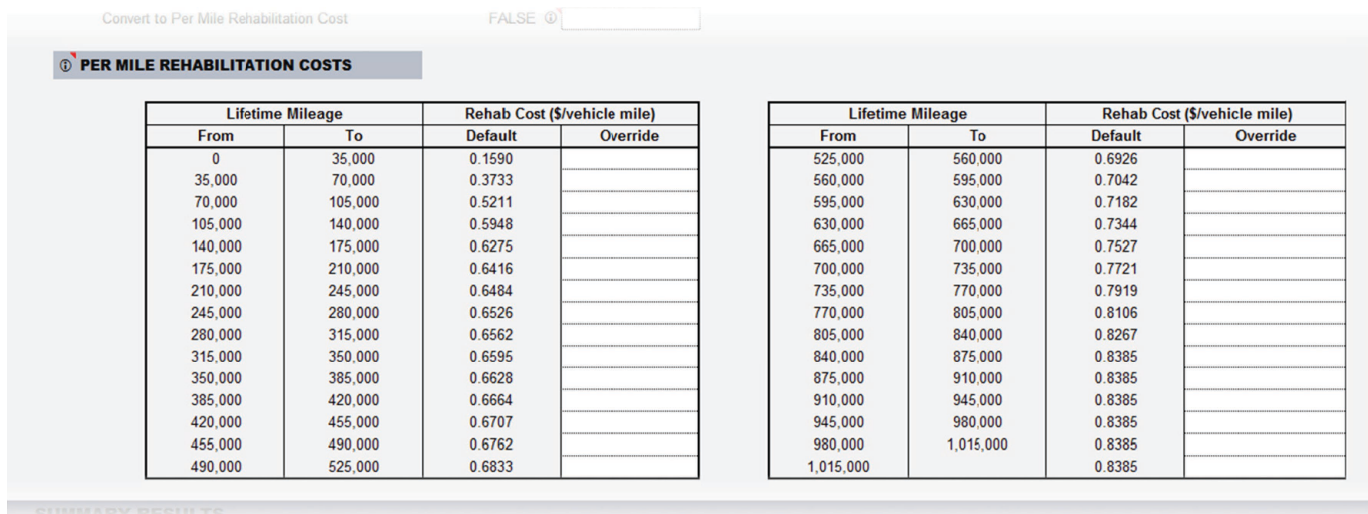 Convert to Per Mile Rehabilitation Cost FALSE
PER MILE REHABILITATION COSTS
Lifetime Mileage Rehab Cost ($/vehicle mile) Lifetime Mileage Rehab Cost ($/vehicle mile)
From To Default Override From To Default Override
0 35,000 0.1590 525,000 560,000 0.6926
35,000 70,000 0.3733 560,000 595,000 0.7042
70,000 105,000 0.5211 595,000 630,000 0.7182
105,000 140,000 0.5948 630,000 665,000 0.7344
140,000 175,000 0.6275 665,000 700,000 0.7527
175,000 210,000 0.6416 700,000 735,000 0.7721
210,000 245,000 0.6484 735,000 770,000 0.7919
245,000 280,000 0.6526 770,000 805,000 0.8106
280,000 315,000 0.6562 805,000 840,000 0.8267
315,000 350,000 0.6595 840,000 875,000 0.8385
350,000 385,000 0.6628 875,000 910,000 0.8385
385,000 420,000 0.6664 910,000 945,000 0.8385
420,000 455,000 0.6707 945,000 980,000 0.8385
455,000 490,000 0.6762 980,000 1,015,000 0.8385
490,000 525,000 0.6833 1,015,000 0.8385
SUMMARY RESULTS